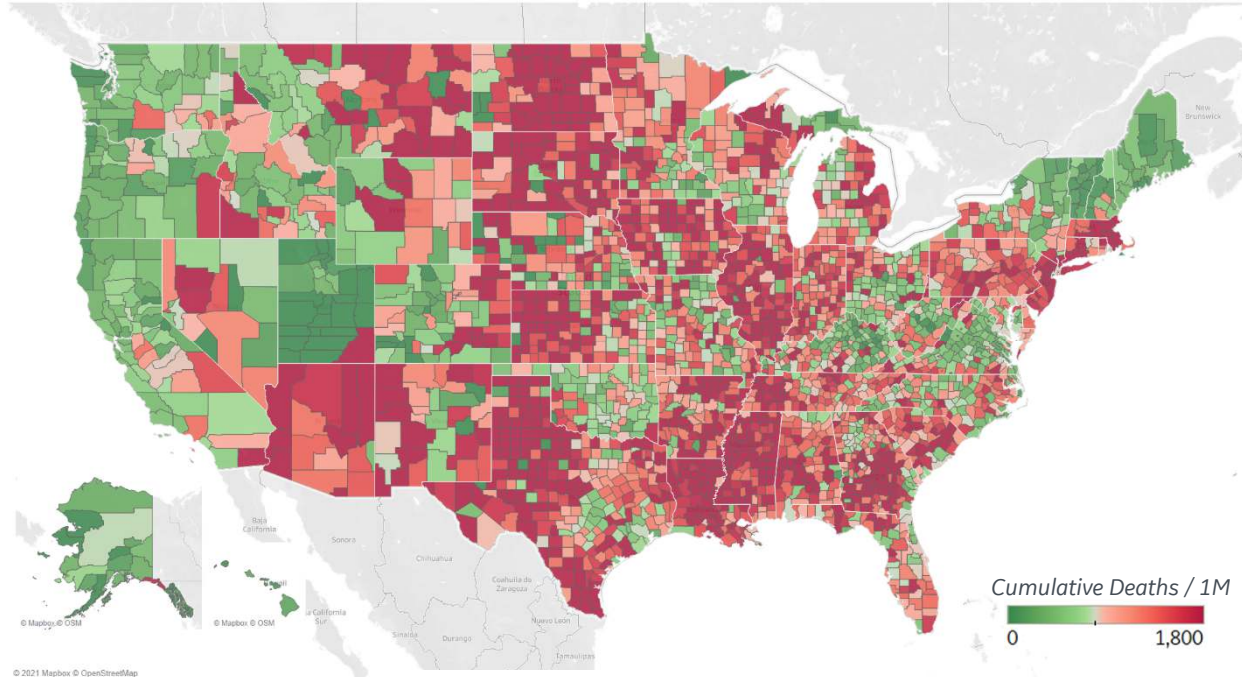 New
Brunswick
Baja
California
Sonora
Chihuahua
Coahuila de
Zaragoza
Nuevo León
Sinaloa
Durango
Tamaulipas
a California
Sur
© Mapbox © OSM
© Mapbox © OSM
Cumulative Deaths / 1M
0
1,800
© 2021 Mapbox © OpenStreetMap